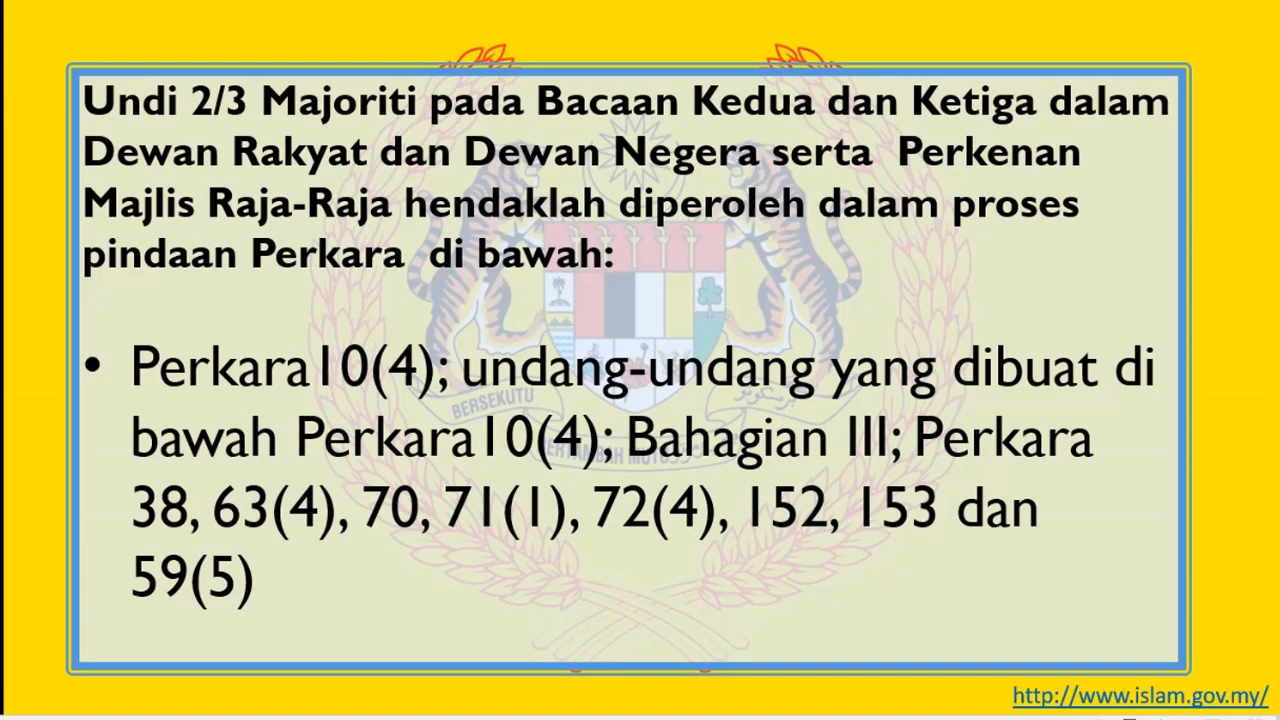 Undi 2/3 Majoriti pada Bacaan Kedua dan Ketiga dalam
Dewan Rakyat dan Dewan Negera serta Perkenan
Majlis Raja-Raja hendaklah diperoleh dalam proses
pindaan Perkara di bawah:
• Perkara10(4); undang-undang yang dibuat di
bawah Perkara10(4); Bahagian III; Perkara
38, 63(4), 70, 71(1), 72(4), 152, 153 dan
59(5)
BERSEKUTU
http://www.islam.gov.my/